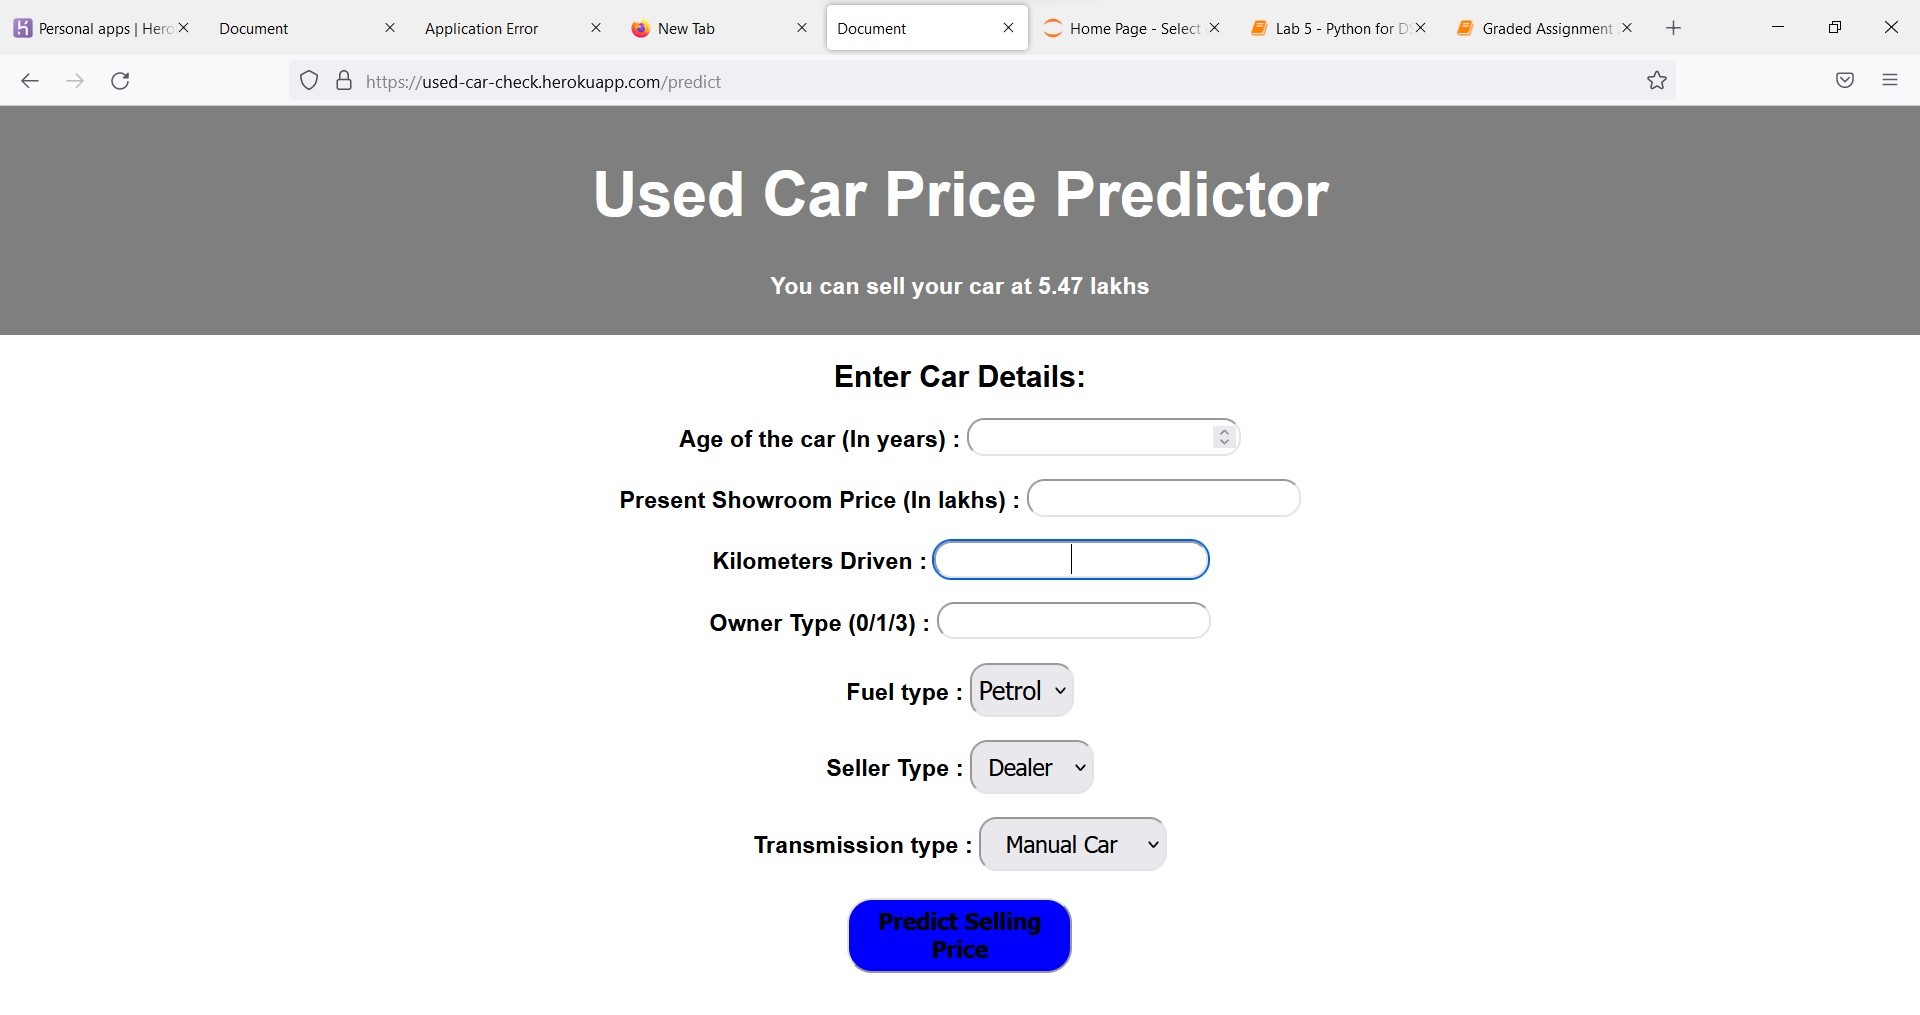 Personal apps | Hero
Document
Application Error
New Tab
Document
Home Page - Select
Lab 5 - Python for DS
Graded Assignment
https://used-car-check.herokuapp.com/predict
Used Car Price Predictor
You can sell your car at 5.47 lakhs
Enter Car Details:
Age of the car (In years) :
Present Showroom Price (In lakhs) :
Kilometers Driven :
Owner Type (0/1/3) :
Fuel type : Petrol
Seller Type : Dealer
Transmission type : Manual Car
Predict Selling
Price